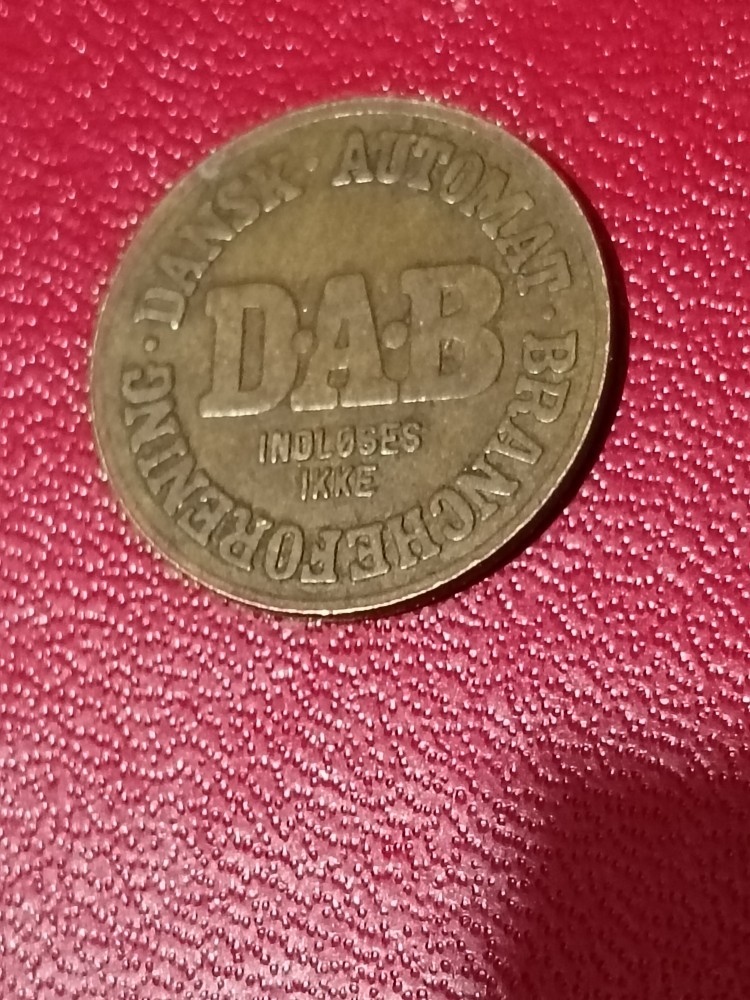 DANSK · AUTOMAT · BRANCHEFORENING ·
D·A·B
INDLØSES
IKKE